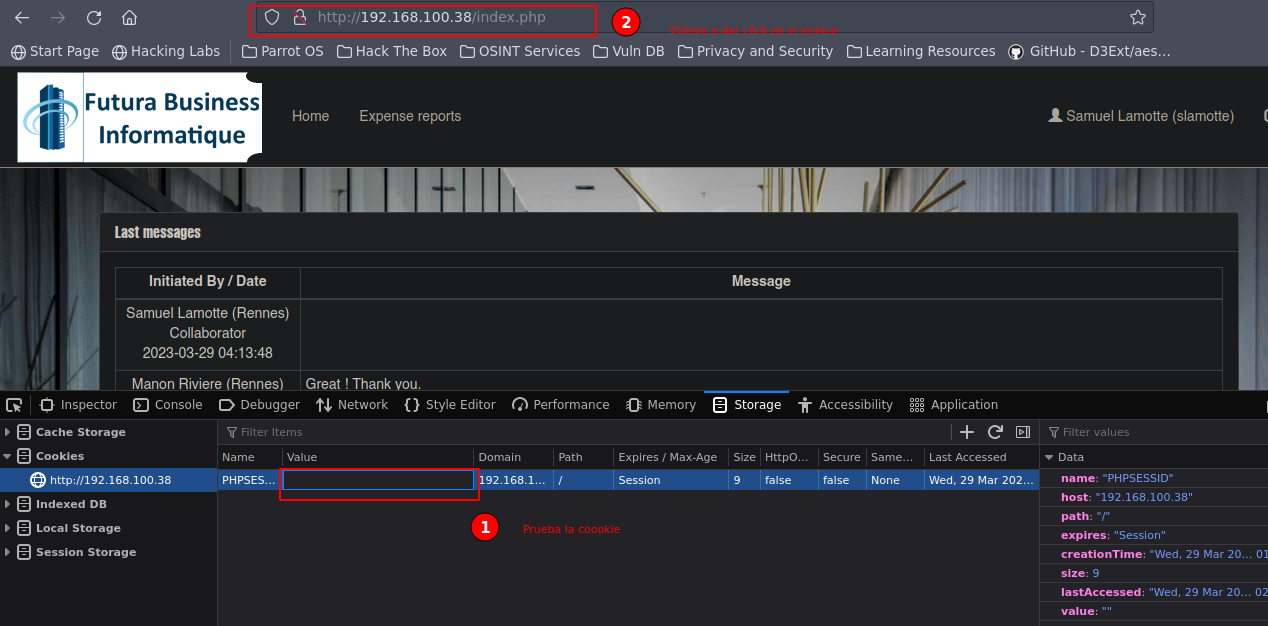 http://192.168.100.38/index.php
2
Vuelve a dar click en el enlace
Start Page
Hacking Labs
Parrot OS
Hack The Box
OSINT Services
Vuln DB
Privacy and Security
Learning Resources
GitHub - D3Ext/aes…
Futura Business
Informatique
Home
Expense reports
Samuel Lamotte (slamotte)
Last messages
Initiated By / Date
Message
Samuel Lamotte (Rennes)
Collaborator
2023-03-29 04:13:48
Manon Riviere (Rennes)
Great ! Thank you.
Inspector
Console
Debugger
Network
Style Editor
Performance
Memory
Storage
Accessibility
Application
Cache Storage
Cookies
http://192.168.100.38
Indexed DB
Local Storage
Session Storage
Filter Items
Name
Value
Domain
Path
Expires / Max-Age
Size
HttpO…
Secure
Same…
Last Accessed
PHPSES…
192.168.1…
/
Session
9
false
false
None
Wed, 29 Mar 202…
1
Prueba la coookie
Filter values
Data
name: "PHPSESSID"
host: "192.168.100.38"
path: "/"
expires: "Session"
creationTime: "Wed, 29 Mar 20… 01
size: 9
lastAccessed: "Wed, 29 Mar 20… 02
value: ""